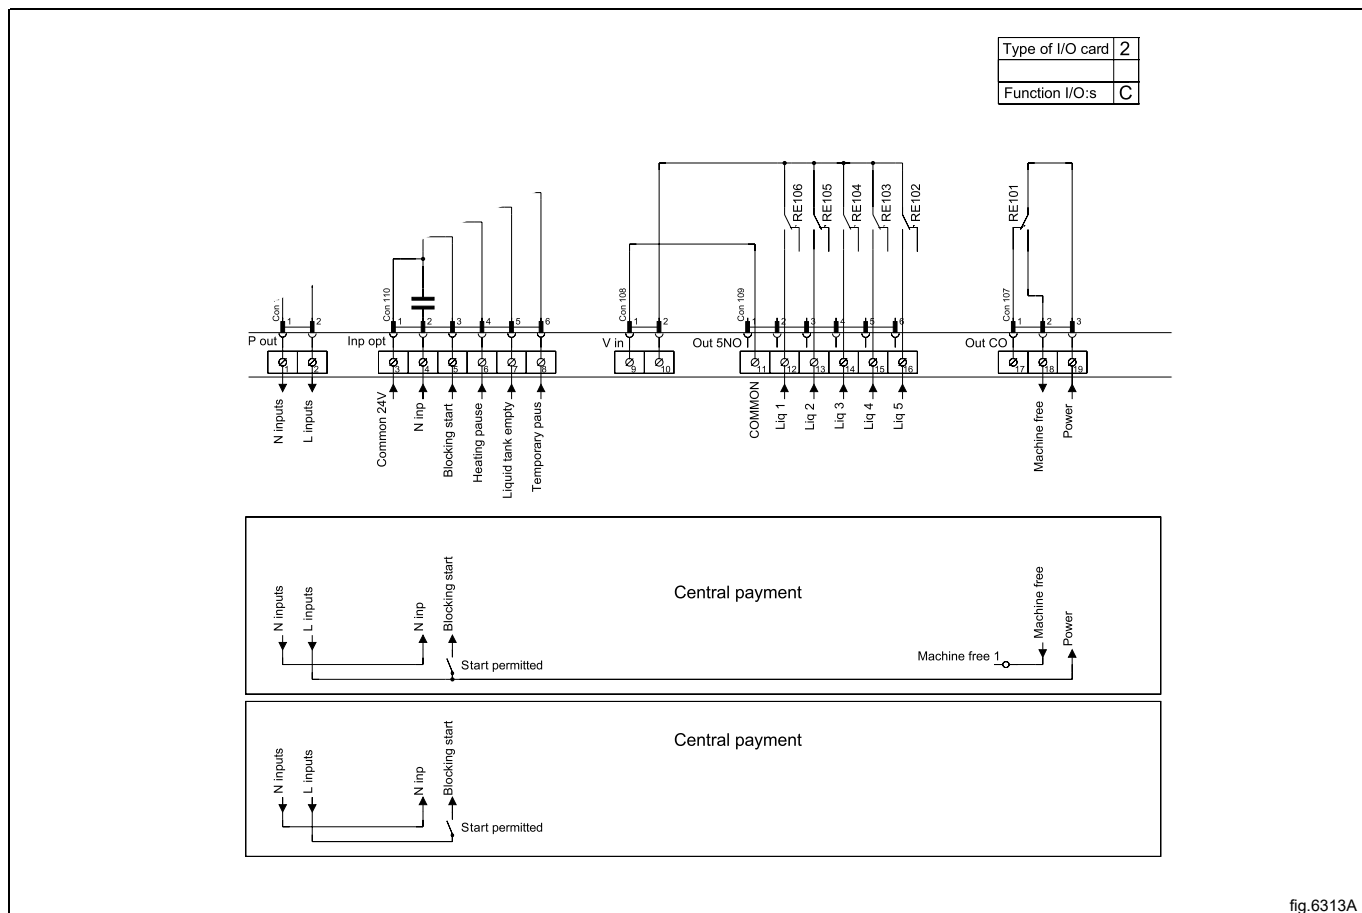 Type of I/O card 2
Function I/O:s C
RE106 RE105 RE104 RE103 RE102 RE101
Con 110 Con 108 Con 109 Con 107
1 2 1 2 3 4 5 6 1 2 1 2 3 4 5 6 1 2 3
P out Inp opt V in Out 5NO Out CO
1 2 3 4 5 6 7 8 9 10 11 12 13 14 15 16 17 18 19
N inputs
L inputs
Common 24V
N inp
Blocking start
Heating pause
Liquid tank empty
Temporary paus
COMMON
Liq 1
Liq 2
Liq 3
Liq 4
Liq 5
Machine free
Power
Central payment
N inputs
L inputs
N inp
Blocking start
Start permitted
Machine free 1
Machine free
Power
Central payment
N inputs
L inputs
N inp
Blocking start
Start permitted
fig.6313A